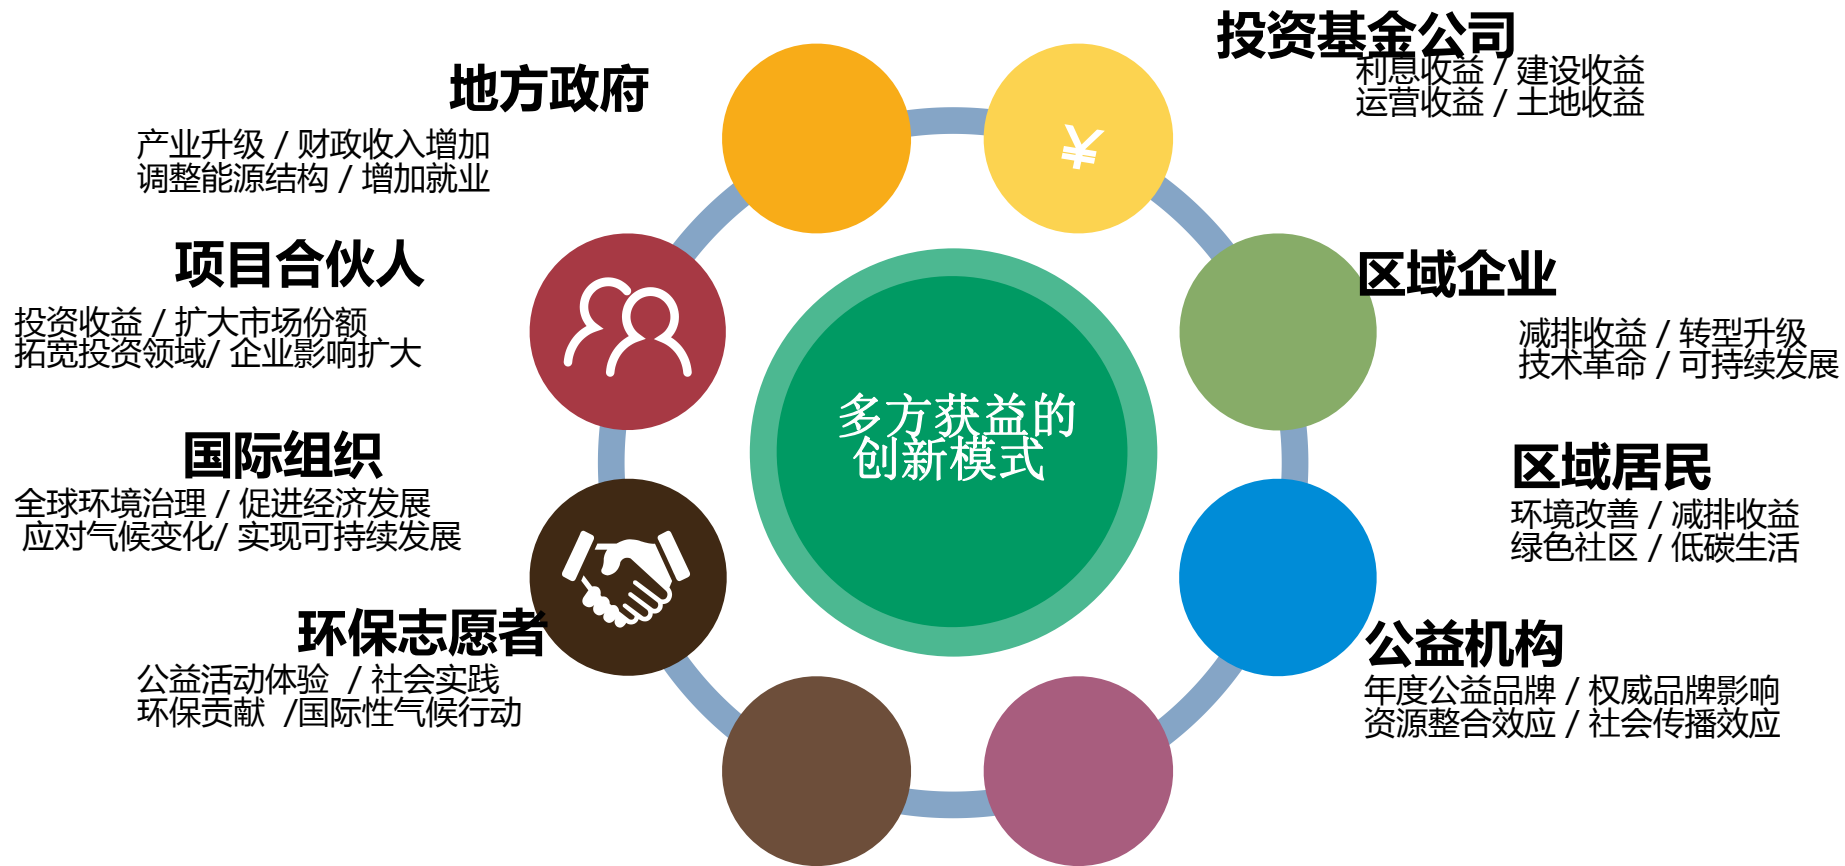 投资基金公司
利息收益 / 建设收益
运营收益 / 土地收益
地方政府
产业升级 / 财政收入增加
调整能源结构 / 增加就业
¥
项目合伙人
投资收益 / 扩大市场份额
拓宽投资领域/ 企业影响扩大
区域企业
减排收益 / 转型升级
技术革命 / 可持续发展
多方获益的
创新模式
国际组织
全球环境治理 / 促进经济发展
应对气候变化/ 实现可持续发展
区域居民
环境改善 / 减排收益
绿色社区 / 低碳生活
环保志愿者
公益活动体验 / 社会实践
环保贡献 /国际性气候行动
公益机构
年度公益品牌 / 权威品牌影响
资源整合效应 / 社会传播效应